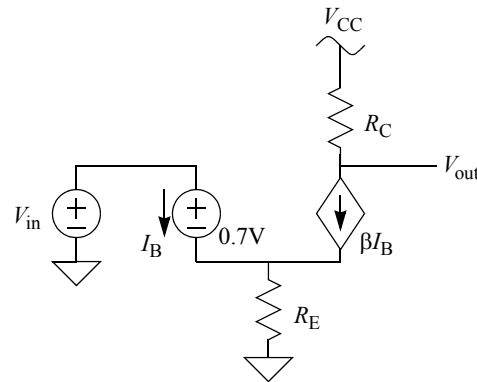 V_CC
R_C
V_out
V_in
+
−
I_B
+
−
0.7V
βI_B
R_E